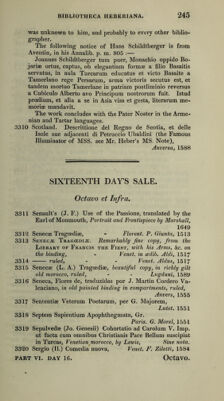 BIBLIOTHECA HEBERIANA. 245
was unknown to him, and probably to every other biblio-
grapher.
The following notice of Hans Schildtberger is from
Aventin, in his Annalib. p. m. 805 :—
Joannes Schildtberger tum puer, Monachio oppido Bo-
jariæ ortus, captus, ob elegantiam formæ a filio Basaitis
servatus, in aula Turcarum educatus et victo Basaite a
Tamerlano rege Persarum, arma victoris secutus est, et
tandem mortuo Tamerlane in patriam postliminio reversus
a Cubiculo Alberto avo Principum nostrorum fuit. Istud
prœlium, et alia a se in Asia vim et gesta, literarum me-
moriæ mandavit.
The work concludes with the Pater Noster in the Arme-
nian and Tartar languages.
3310 Scotland. Descrittione del Regno de Scotia, et delle
Insle sue adjacenti di Petruccio Ubaldini (the Famous
Illuminator of MSS. see Mr. Heber's MS. Note),
Anversa, 1588
SIXTEENTH DAY'S SALE.
Octavo et Infra.
3311 Senault's (J. F.) Use of the Passions, translated by the
Earl of Monmouth, Portrait and Frontispiece by Marshall,
1649
3312 Senecæ Tragœdiæ, - Florent. P. Giunta, 1513
3313 Senecæ Tragœdiæ. Remarkably fine copy, from the
Library of Francis the First, with his Arms, &c. on
the binding, - Venet. in ædib. Aldi, 1517
3314 —— ruled, - - Venet. Aldus, 1517
3315 Senecæ (L. A.) Tragœdiæ, beautiful copy, in richly gilt
old morocco, ruled, - - Lugduni, 1589
3316 Seneca, Flores de, traduzidas por J. Martin Cordero Va-
lenciano, in old painted binding in compartments, ruled,
Anvers, 1555
3317 Sententiæ Veterum Poetarum, per G. Majorem,
Lutet. 1551
3318 Septem Sapientium Apophthegmata, Gr.
Paris. G. Morel, 1551
3319 Sepulvedæ (Jo. Genesii) Cohortatio ad Carolum V. Imp.
ut facta cum omnibus Christianis Pace Bellum suscipiat
in Turcas, Venetian morocco, by Lewis, Sine nota.
3320 Sergio (II.) Comedia nuova, Venet. F. Ziletti, 1584
PART VI. DAY 16. Octavo.